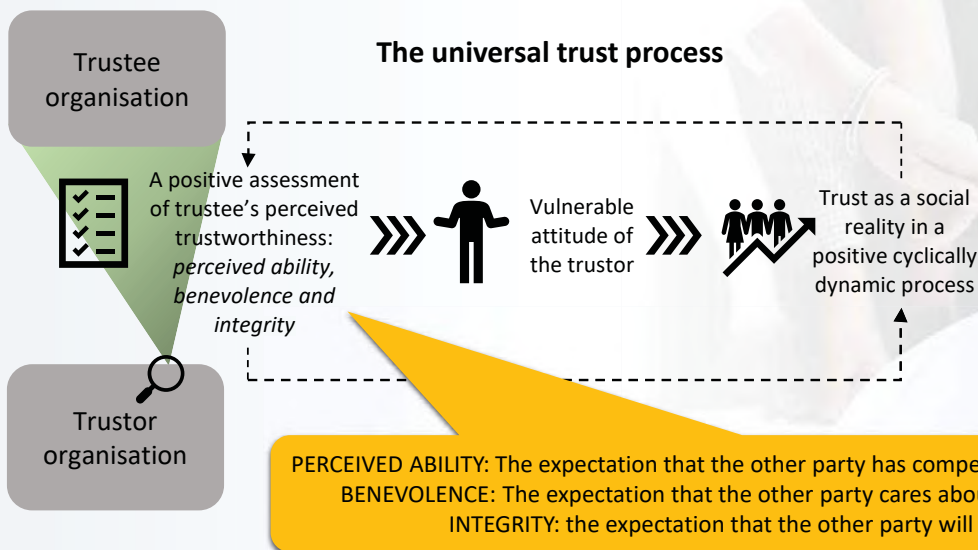 The universal trust process
Trustee
organisation
A positive assessment
of trustee's perceived
trustworthiness:
perceived ability,
benevolence and
integrity
Vulnerable
attitude of
the trustor
Trust as a social
reality in a
positive cyclically
dynamic process
Trustor
organisation
PERCEIVED ABILITY: The expectation that the other party has compe
BENEVOLENCE: The expectation that the other party cares abou
INTEGRITY: the expectation that the other party will